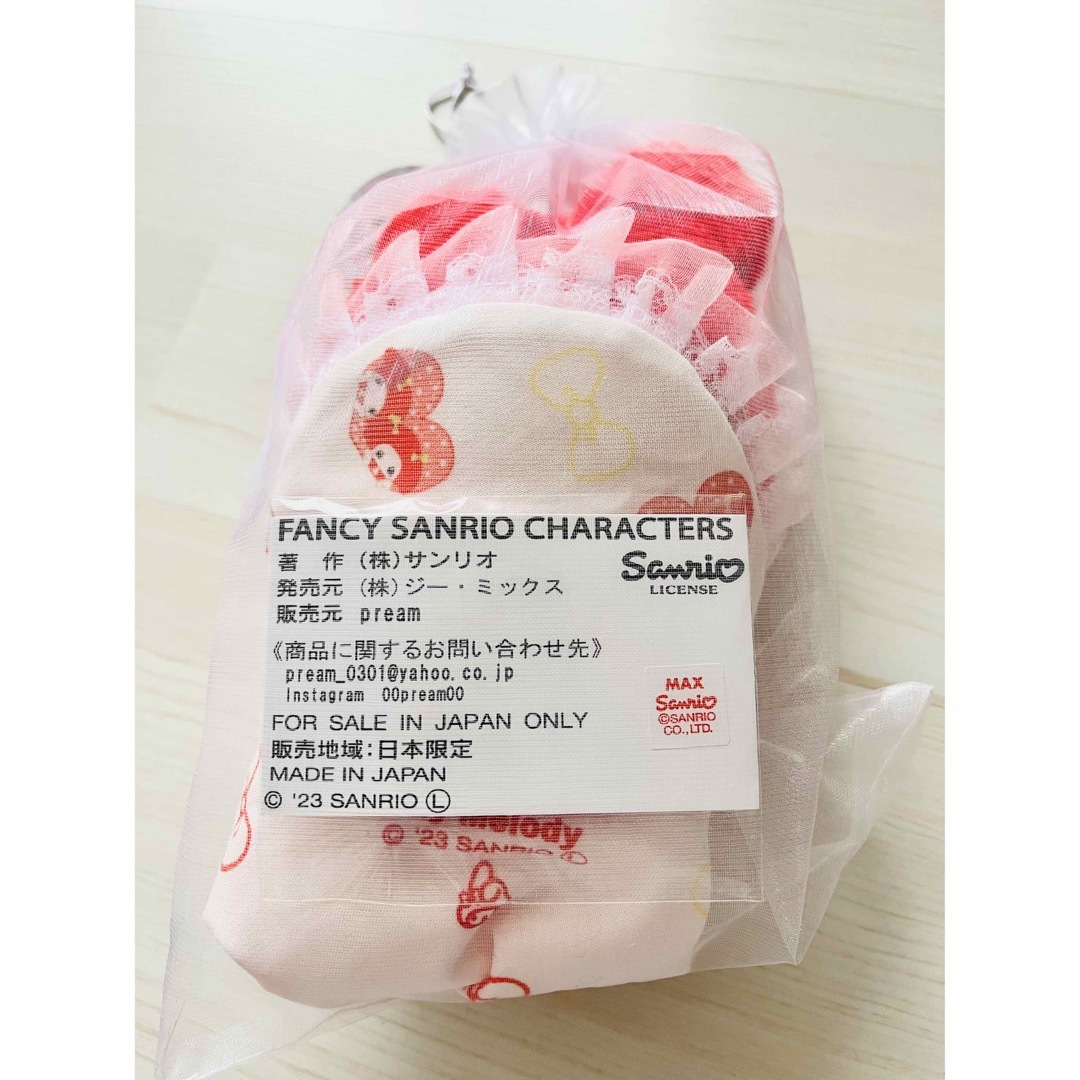 FANCY SANRIO CHARACTERS
著　作 (株)サンリオ
Sanrio
LICENSE
発売元 (株)ジー・ミックス
販売元 pream
《商品に関するお問い合わせ先》
pream_0301@yahoo.co.jp
Instagram 00pream00
FOR SALE IN JAPAN ONLY
販売地域:日本限定
MADE IN JAPAN
© '23 SANRIO Ⓛ
MAX
Sanrio
©SANRIO
CO.,LTD.
Melody
© '23 SANRIO Ⓛ